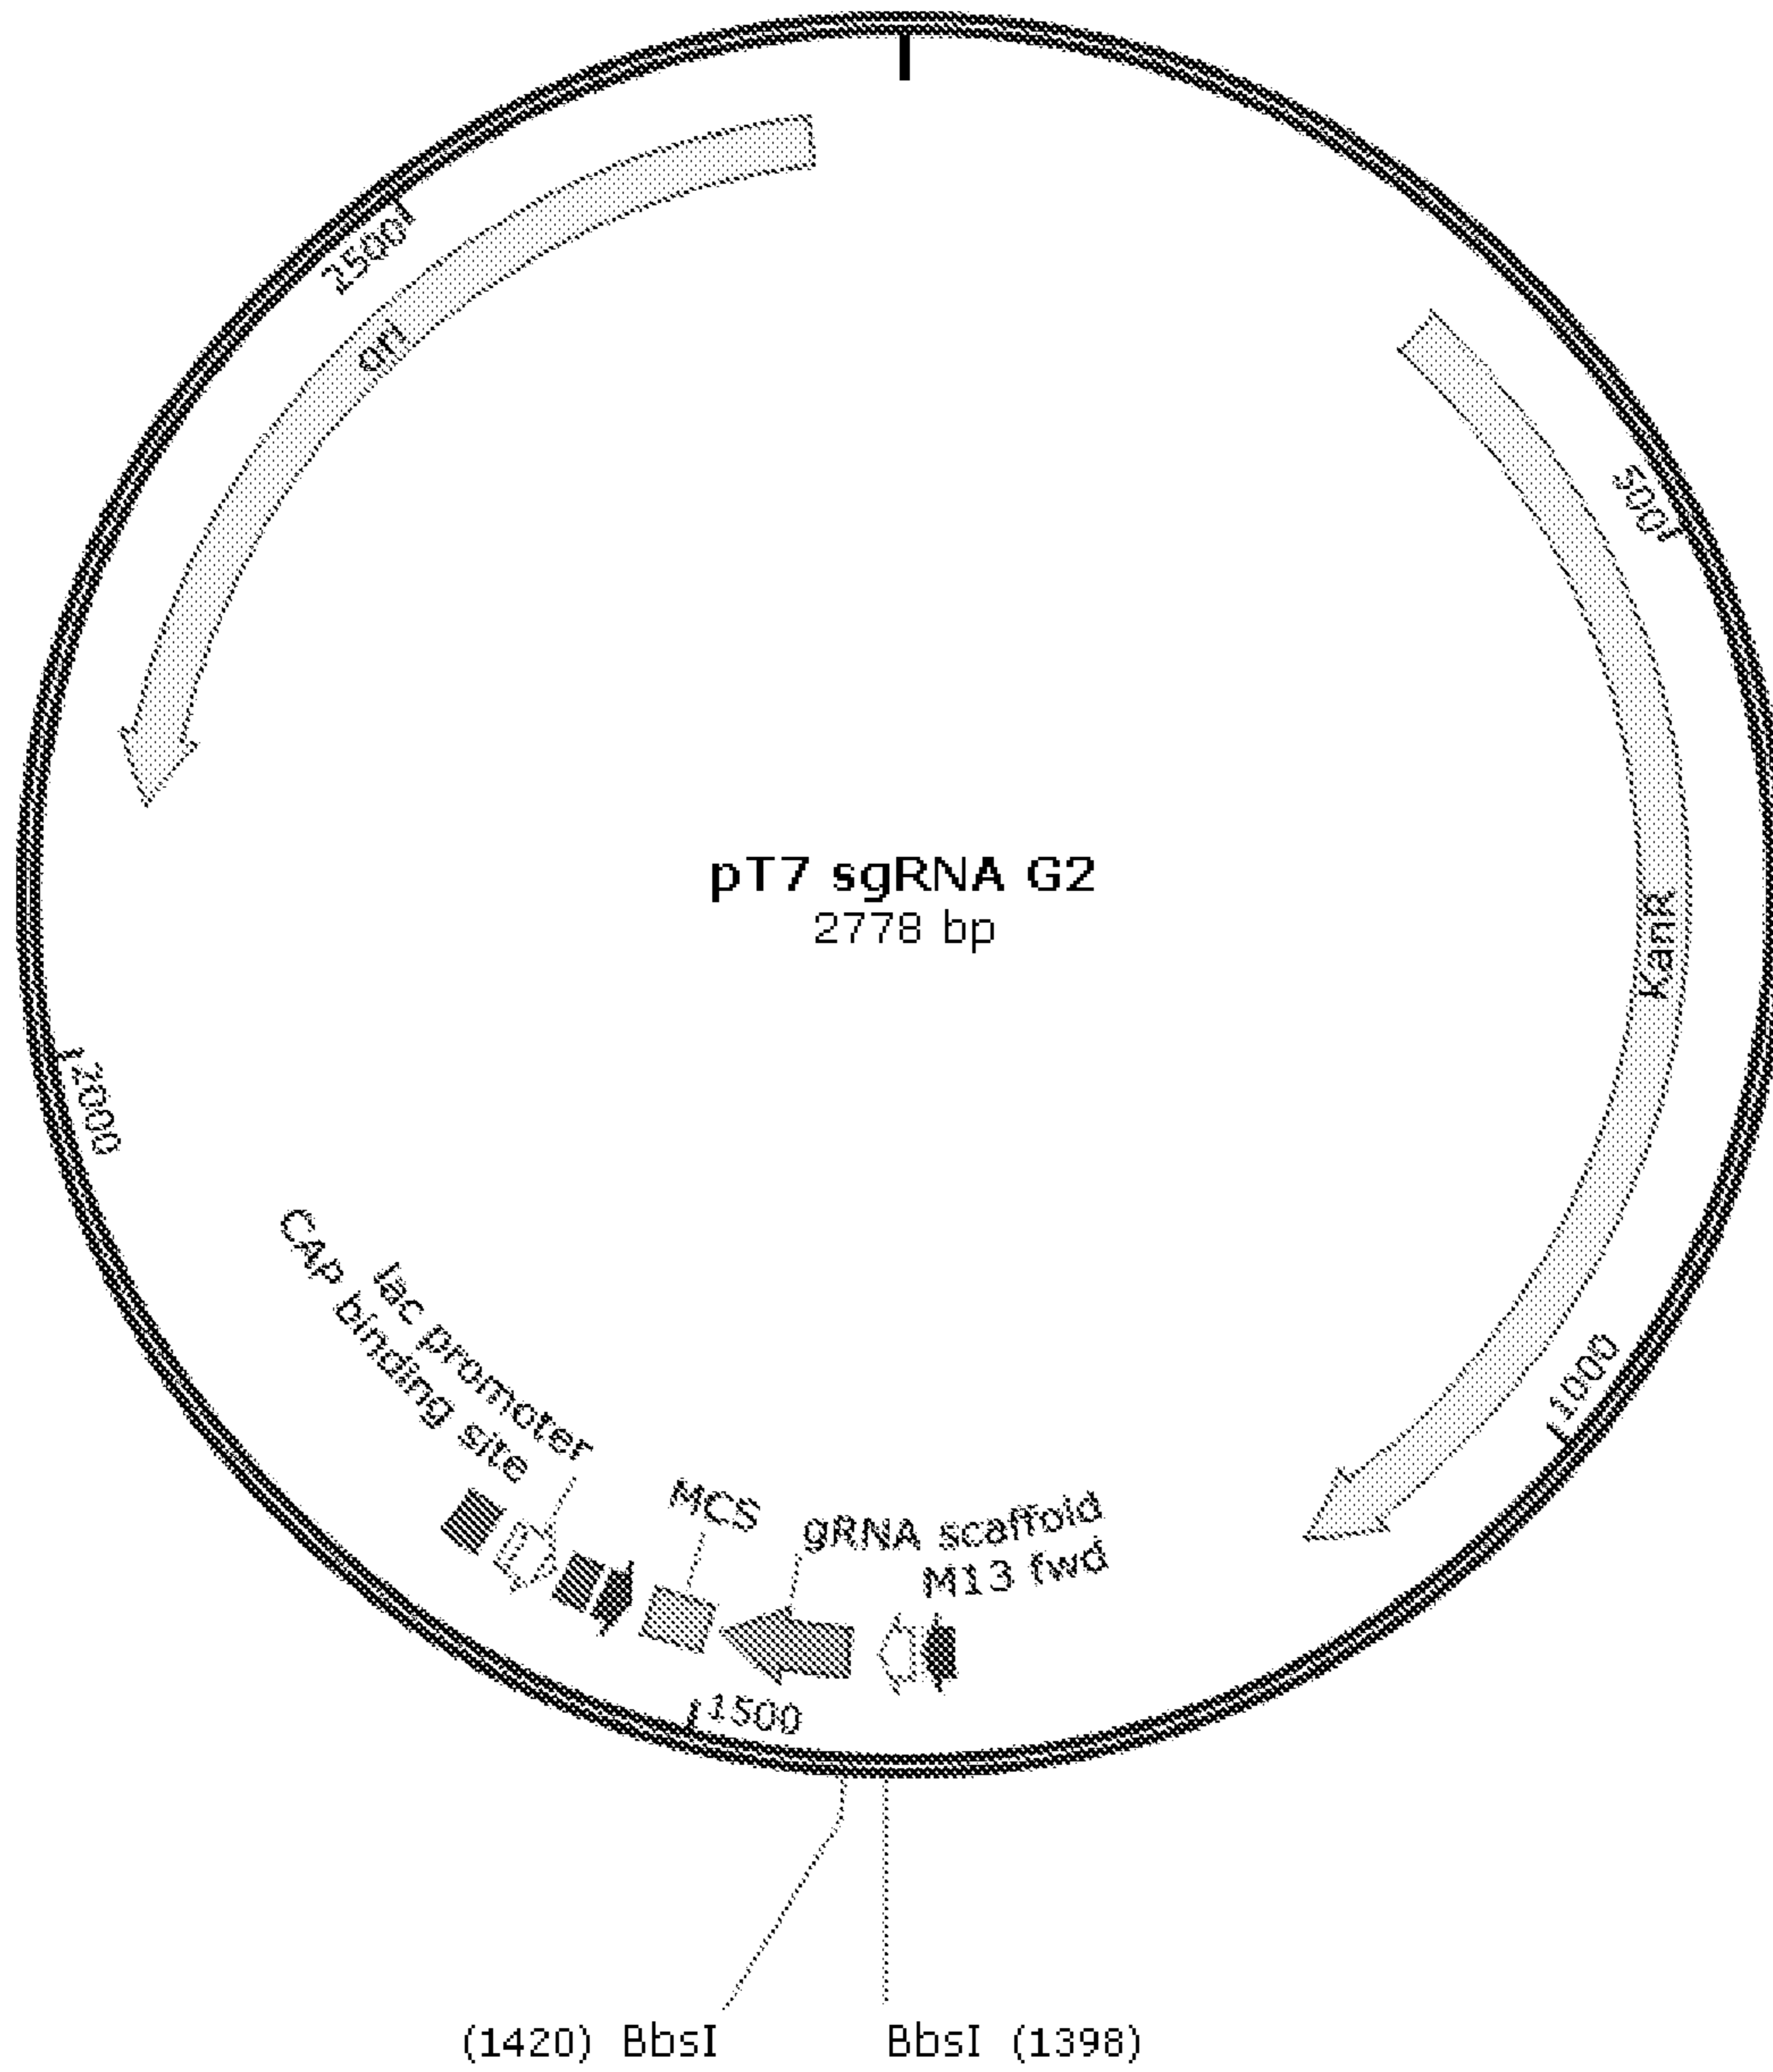 2500
ori
500
pT7 sgRNA G2
2778 bp
KanR
2000
1000
CAP binding site
lac promoter
MCS
gRNA scaffold
M13 fwd
1500
(1420) BbsI
BbsI (1398)